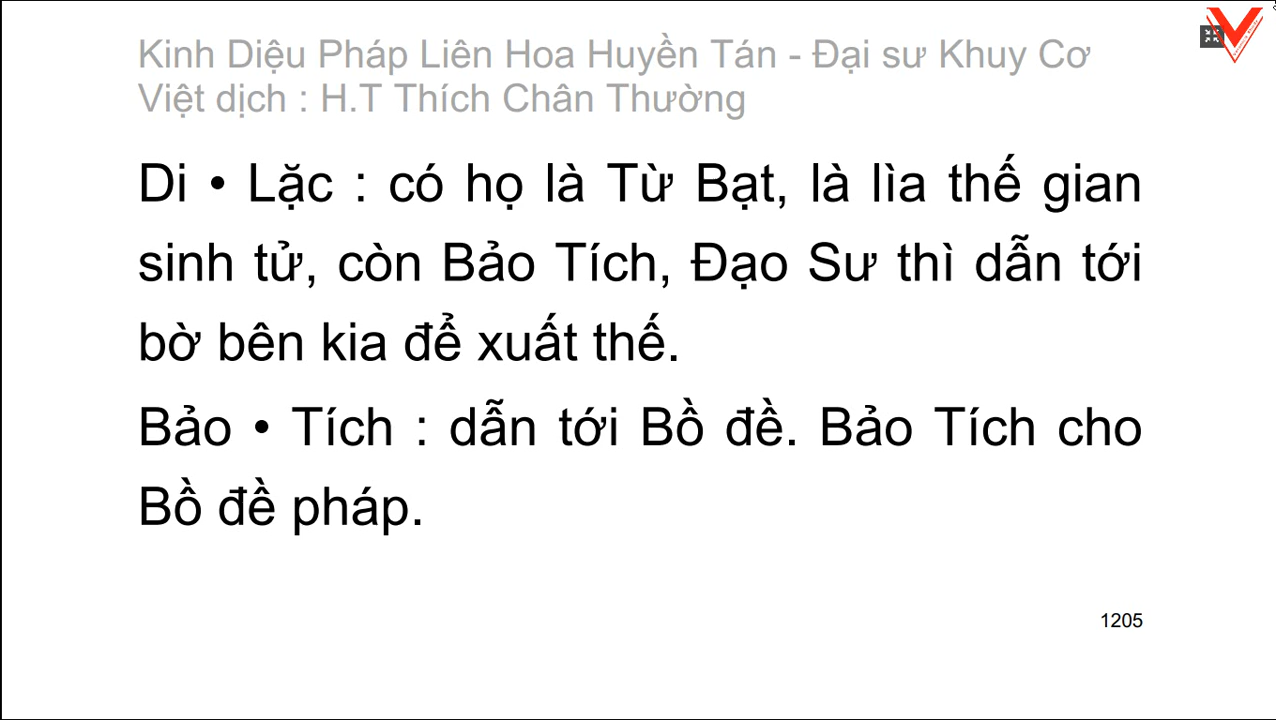 Kinh Diệu Pháp Liên Hoa Huyền Tán - Đại sư Khuy Cơ
Việt dịch : H.T Thích Chân Thường
Di • Lặc : có họ là Từ Bạt, là lìa thế gian
sinh tử, còn Bảo Tích, Đạo Sư thì dẫn tới
bờ bên kia để xuất thế.
Bảo • Tích : dẫn tới Bồ đề. Bảo Tích cho
Bồ đề pháp.
1205